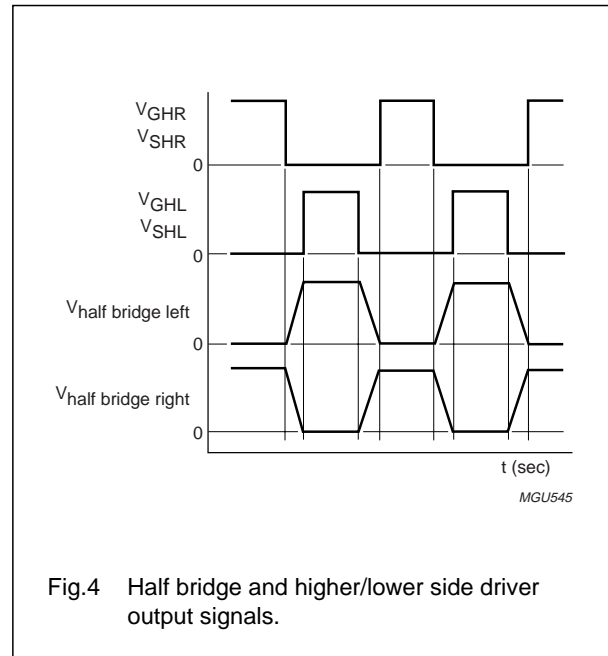 VGHR
VSHR
0
VGHL
VSHL
0
Vhalf bridge left
0
Vhalf bridge right
0
t (sec)
MGU545
Fig.4 Half bridge and higher/lower side driver
output signals.